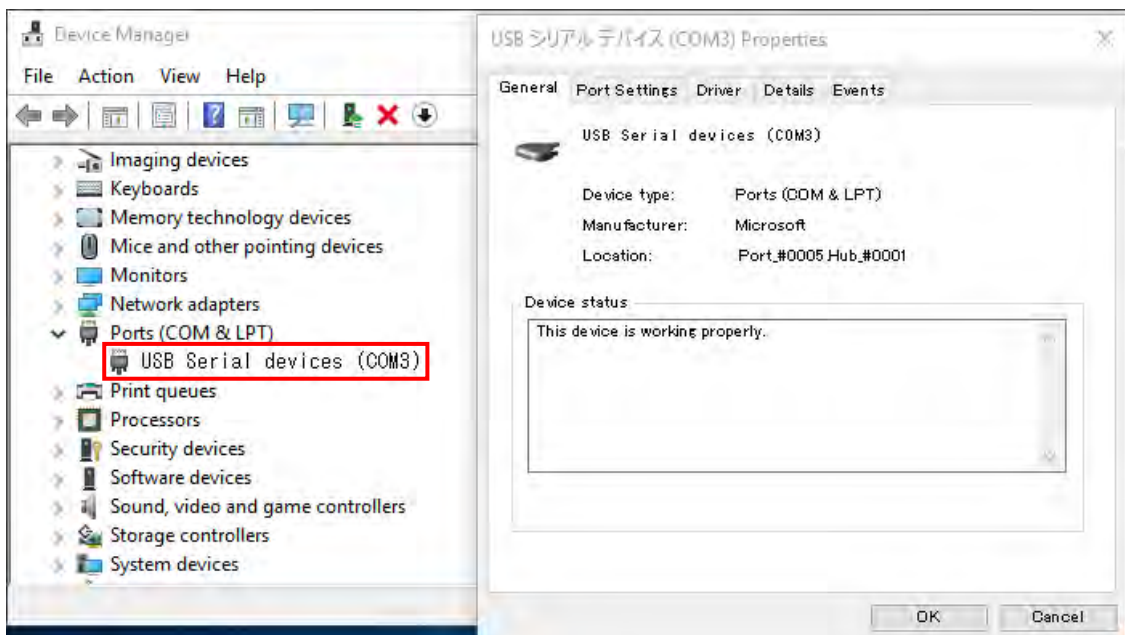 Device Manager
File Action View Help
Imaging devices
Keyboards
Memory technology devices
Mice and other pointing devices
Monitors
Network adapters
Ports (COM & LPT)
USB Serial devices (COM3)
Print queues
Processors
Security devices
Software devices
Sound, video and game controllers
Storage controllers
System devices
USB シリアル デバイス (COM3) Properties
General Port Settings Driver Details Events
USB Serial devices (COM3)
Device type: Ports (COM & LPT)
Manufacturer: Microsoft
Location: Port_#0005.Hub_#0001
Device status
This device is working properly.
OK Cancel